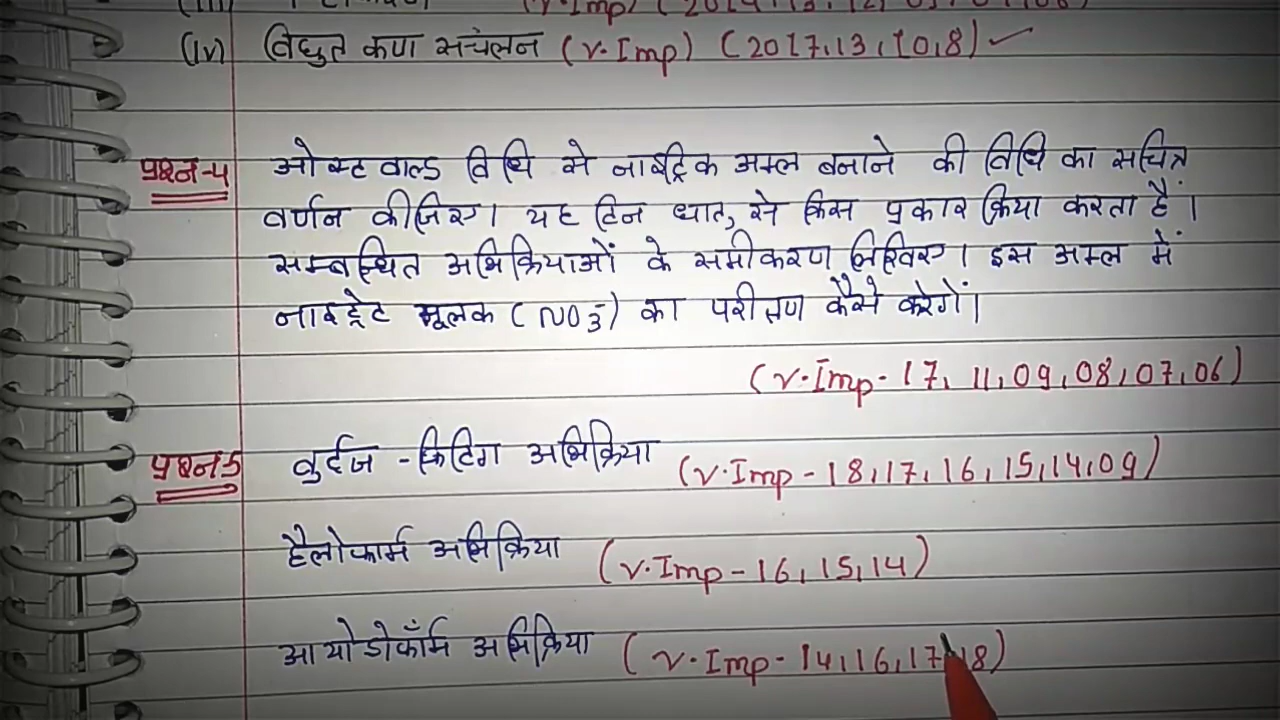 (V.Imp)
(iv) विद्युत कण संचलन (V.Imp) (2017,13,10,8) ✓
प्रश्न-4 ओस्टवाल्ड विधि से नाइट्रिक अम्ल बनाने की विधि का सचित्र
वर्णन कीजिए। यह टिन धातु से किस प्रकार क्रिया करता है।
सम्बन्धित अभिक्रियाओं के समीकरण लिखिए। इस अम्ल में
नाइट्रेट मूलक (NO₃⁻) का परीक्षण कैसे करेगें।
(V.Imp-17, 11,09,08,07,06)
प्रश्न-5 वुर्टज-फिटिग अभिक्रिया (V.Imp-18,17,16,15,14,09)
हैलोफार्म अभिक्रिया (V.Imp-16,15,14)
आयोडोफॉर्म अभिक्रिया (V.Imp-14,16,17,18)